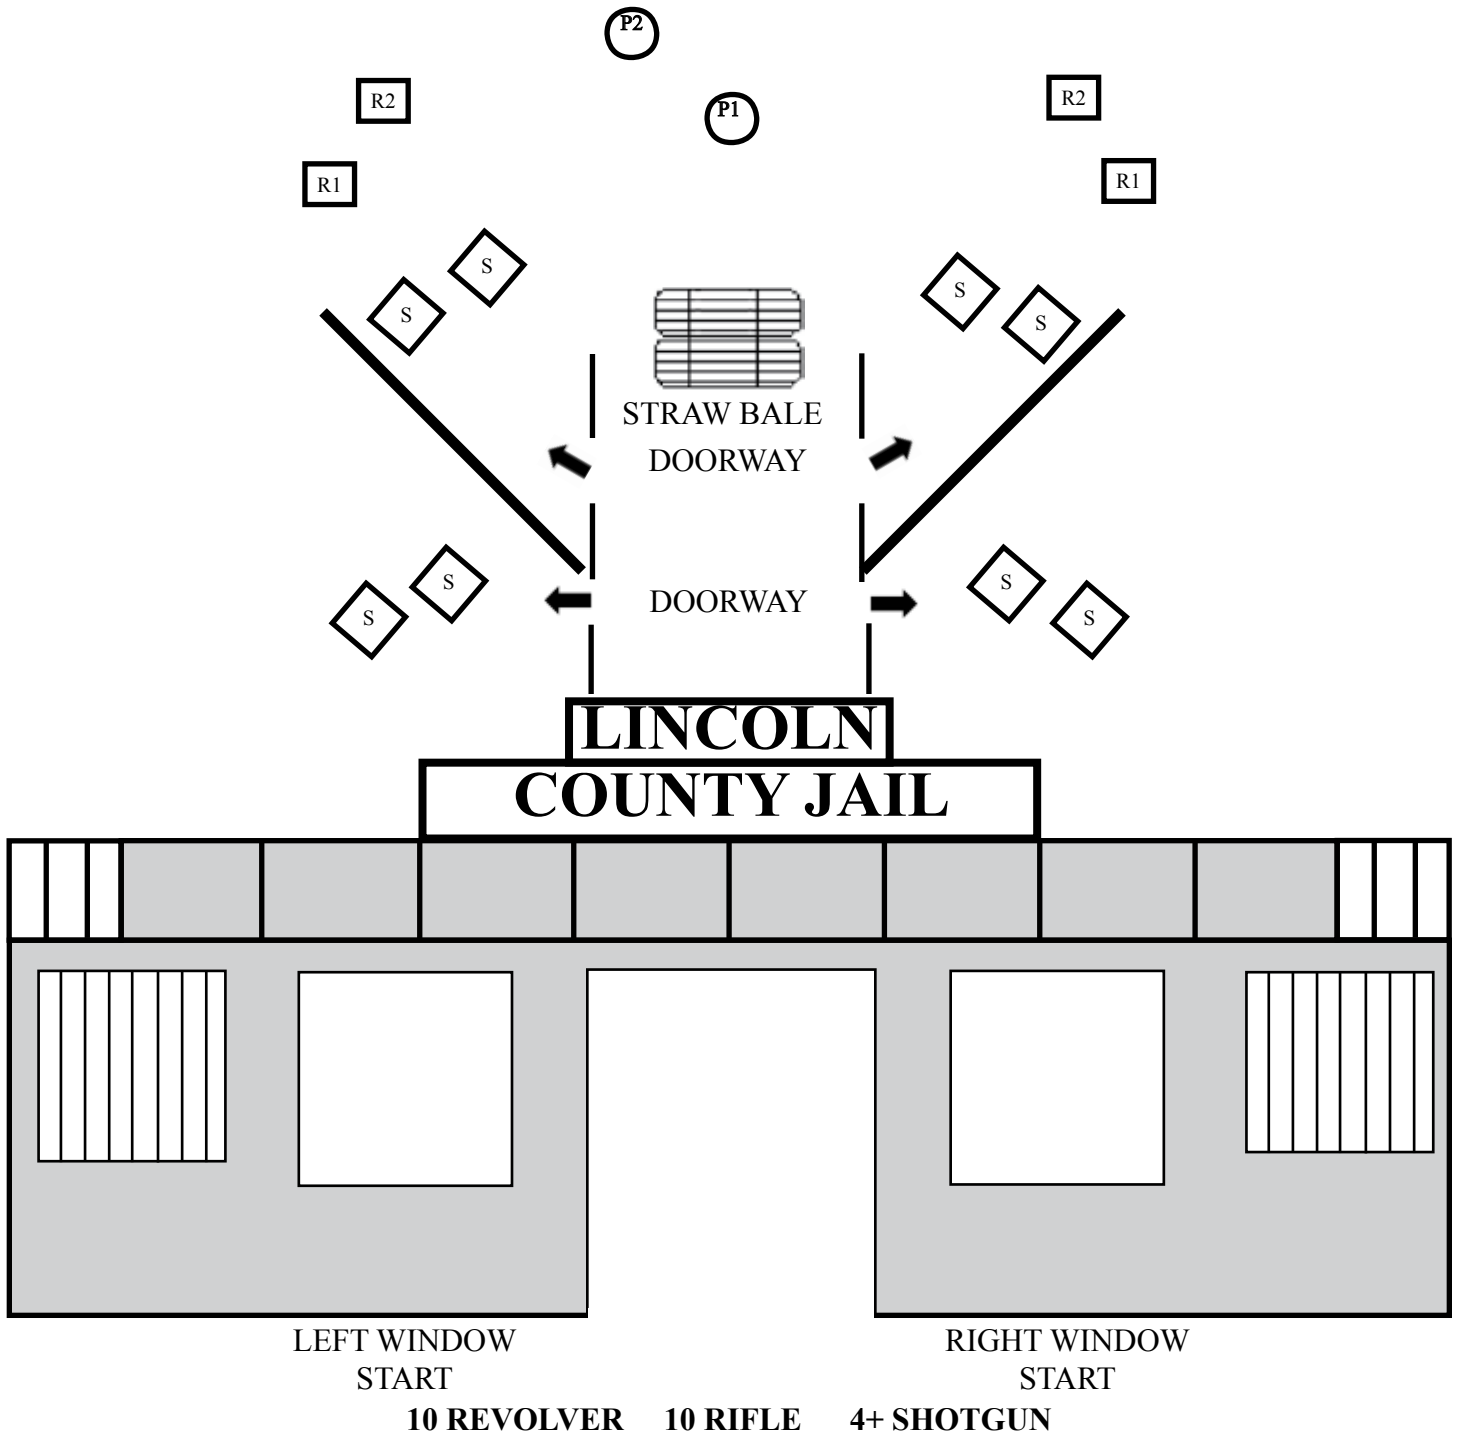 P2
R2
R2
P1
R1
R1
S
S
S
S
STRAW BALE
DOORWAY
DOORWAY
S
S
S
S
LINCOLN
COUNTY JAIL
LEFT WINDOW
START
RIGHT WINDOW
START
10 REVOLVER 10 RIFLE 4+ SHOTGUN